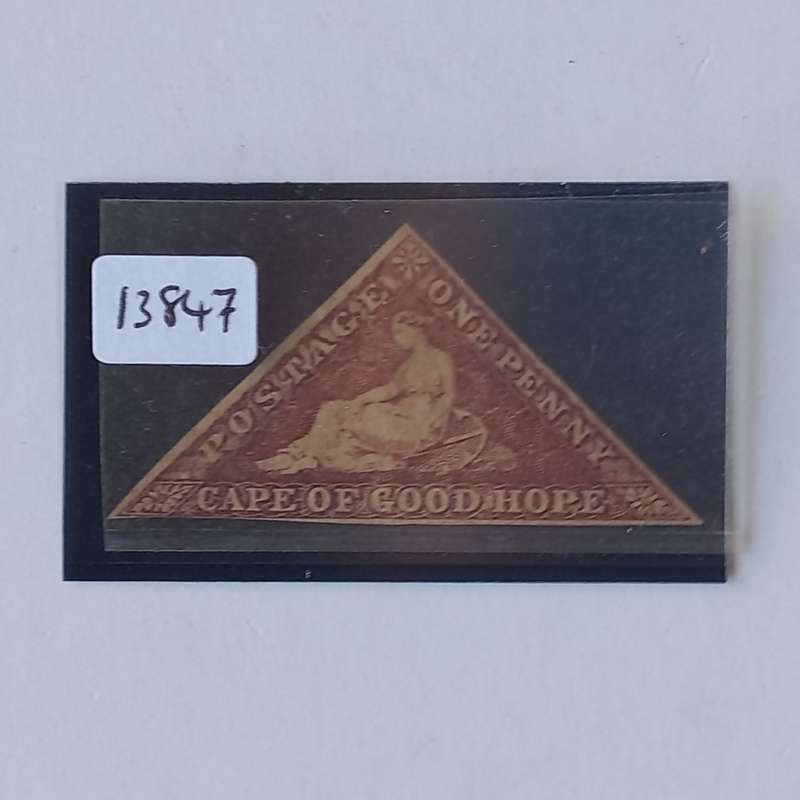 13847
POSTAGE
ONE PENNY
CAPE OF GOOD HOPE